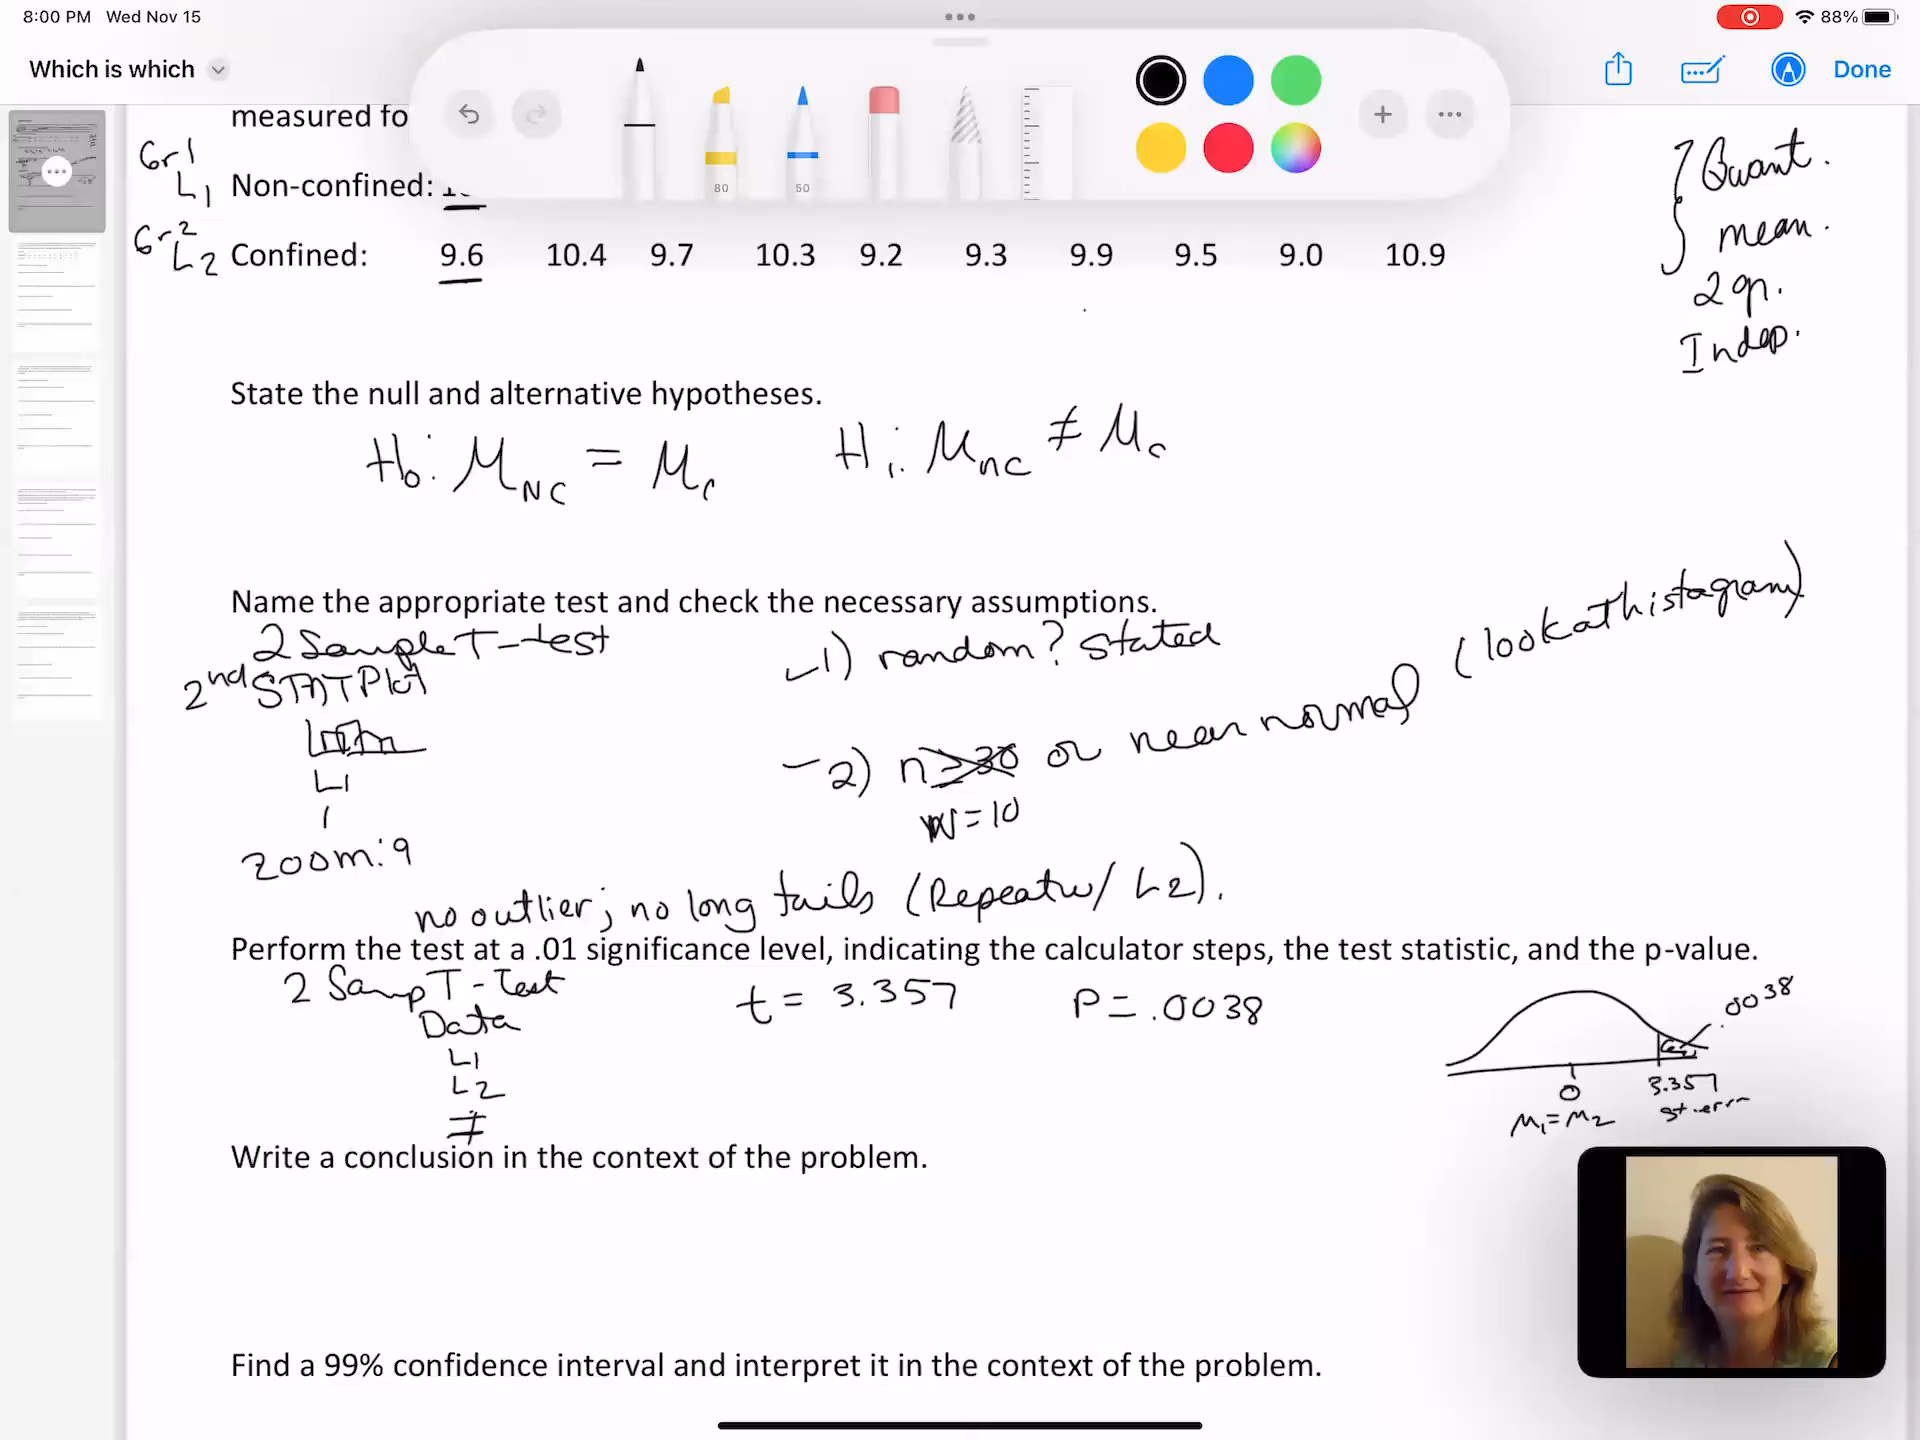 8:00 PM Wed Nov 15
88%
Which is which
Done
80
50
measured fo
Gr 1
L1 Non-confined:
Gr 2
L2 Confined: 9.6 10.4 9.7 10.3 9.2 9.3 9.9 9.5 9.0 10.9
Quant.
mean.
2 gr.
Indep.
State the null and alternative hypotheses.
H0: μNC = μc H1: μnc ≠ μc
Name the appropriate test and check the necessary assumptions.
2 Sample T-test
2nd STAT Plot
L1
1
Zoom: 9
1) random? stated
2) n≥30 or near normal (look at histogram)
n=10
no outlier; no long tails (Repeat w/ L2).
Perform the test at a .01 significance level, indicating the calculator steps, the test statistic, and the p-value.
2 Samp T-Test
Data
L1
L2
≠
t = 3.357 P = .0038
.0038
0
3.357
μ1=μ2
Write a conclusion in the context of the problem.
Find a 99% confidence interval and interpret it in the context of the problem.